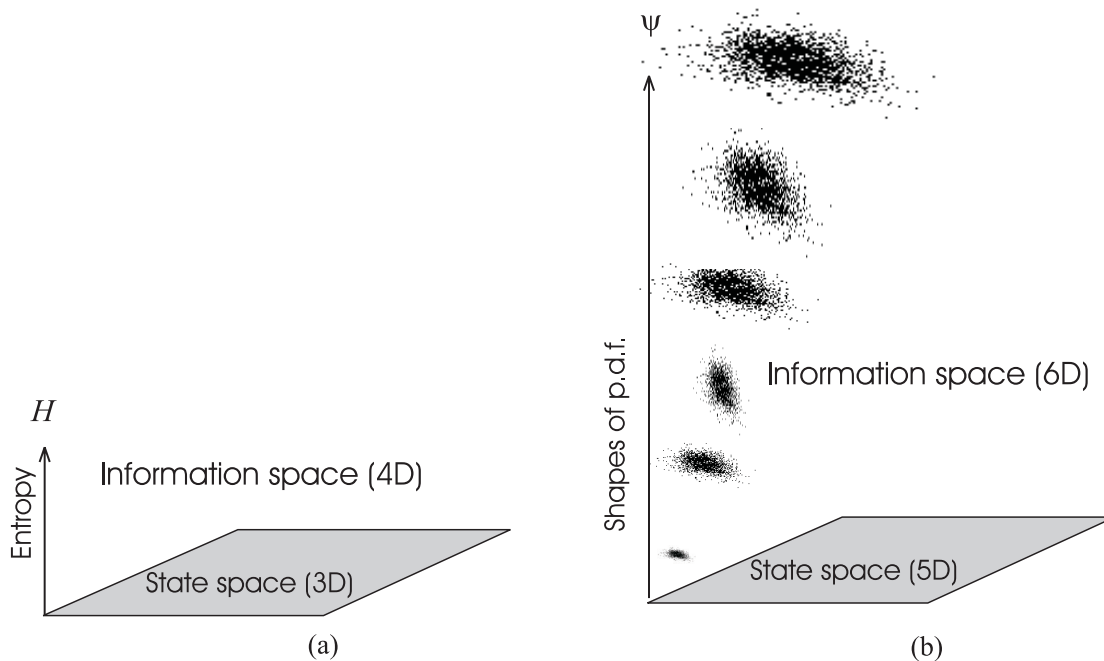 H
Entropy
Information space (4D)
State space (3D)
(a)
ψ
Shapes of p.d.f.
Information space (6D)
State space (5D)
(b)